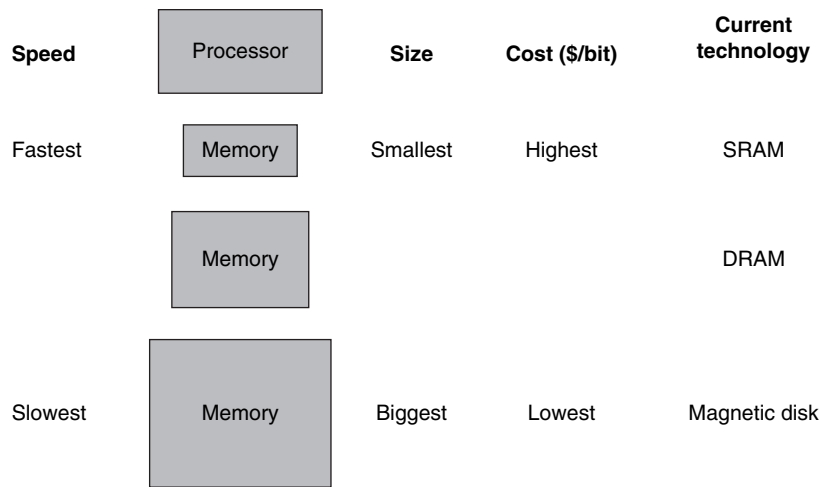 Speed Processor Size Cost ($/bit) Current technology
Fastest Memory Smallest Highest SRAM
Memory DRAM
Slowest Memory Biggest Lowest Magnetic disk